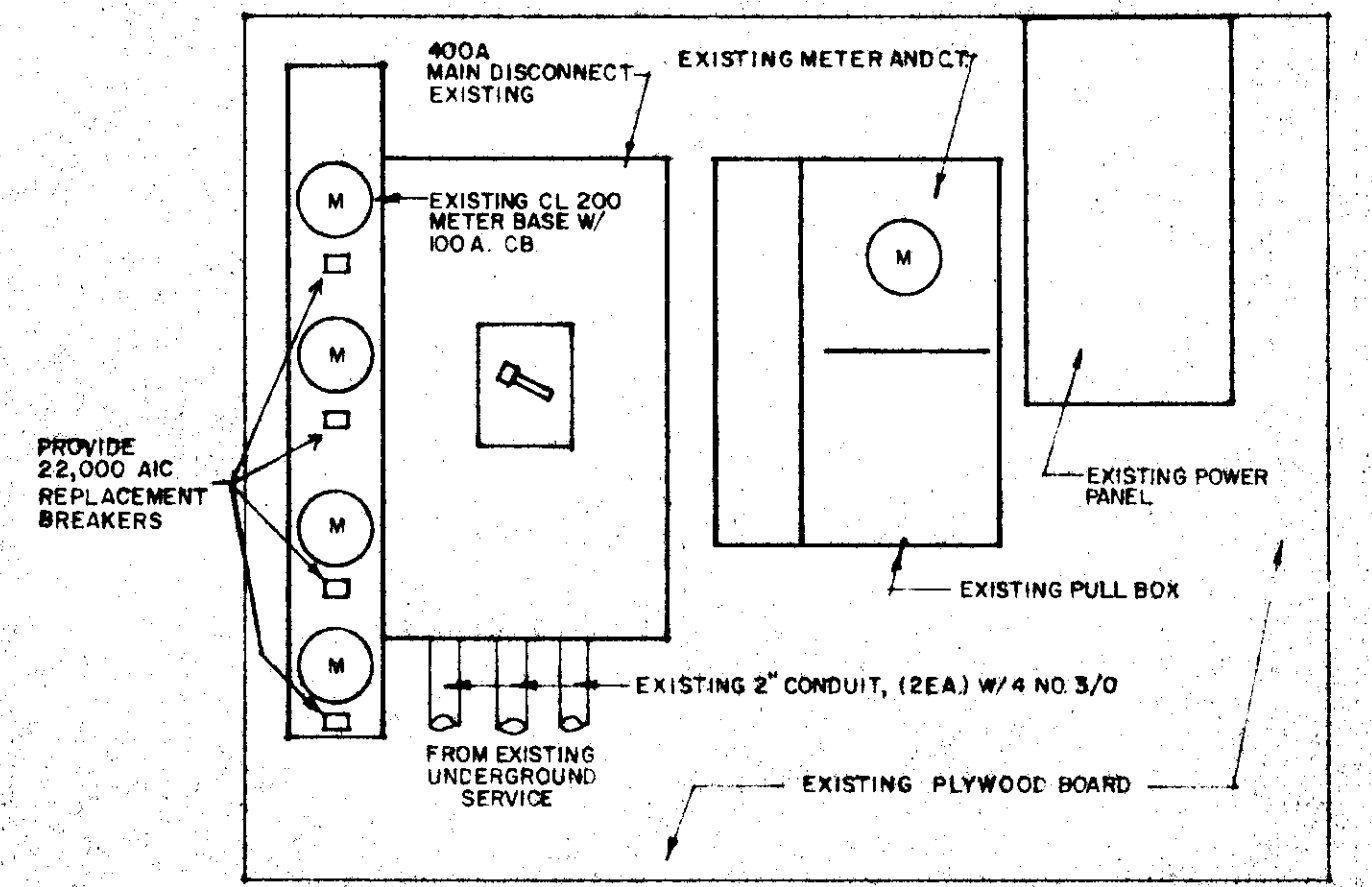 400A
MAIN DISCONNECT
EXISTING
EXISTING METER AND C.T.
M
EXISTING CL 200
METER BASE W/
100 A. CB
M
M
PROVIDE
22,000 AIC
REPLACEMENT
BREAKERS
EXISTING POWER
PANEL
M
EXISTING PULL BOX
M
EXISTING 2" CONDUIT, (2EA.) W/4 NO. 3/0
FROM EXISTING
UNDERGROUND
SERVICE
EXISTING PLYWOOD BOARD